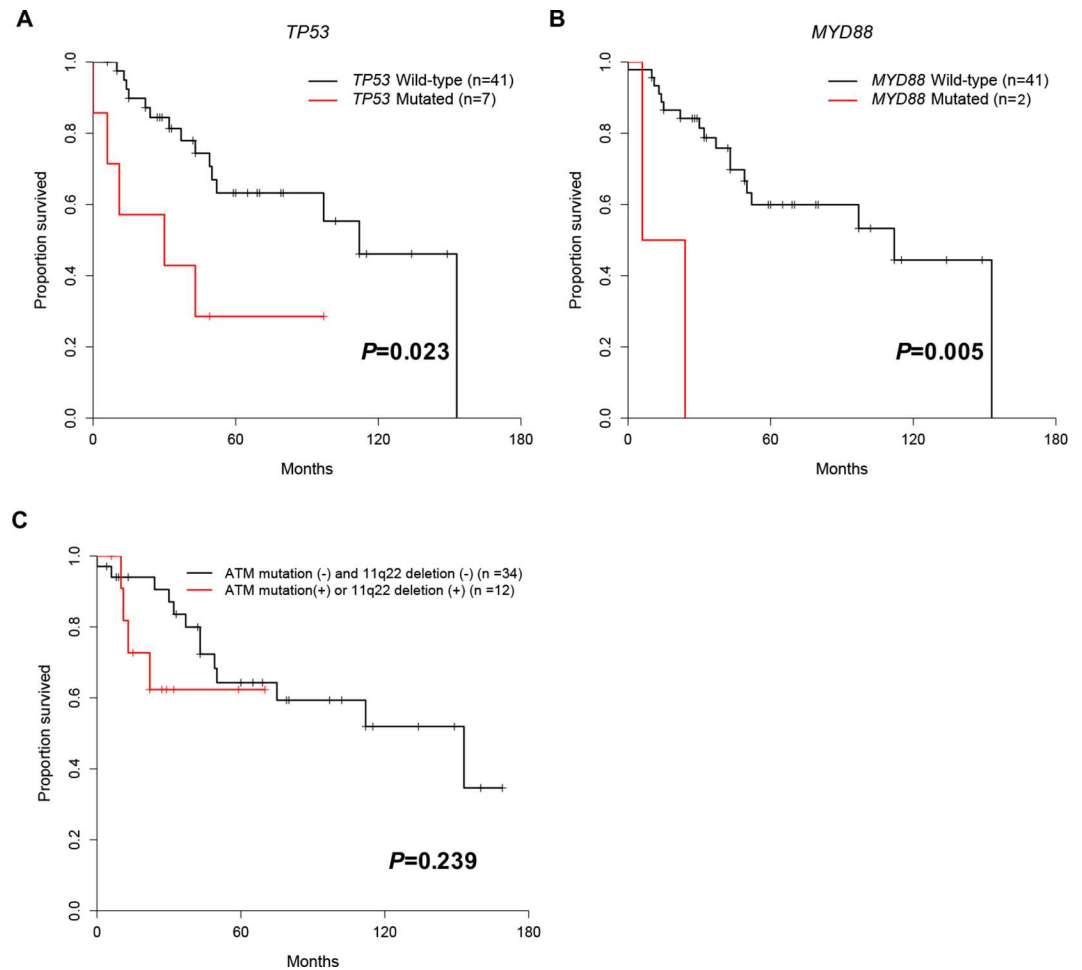 A
TP53
TP53 Wild-type (n=41)
TP53 Mutated (n=7)
Proportion survived
1.0
0.8
0.6
0.4
0.2
0.0
P=0.023
0 60 120 180
Months
B
MYD88
MYD88 Wild-type (n=41)
MYD88 Mutated (n=2)
Proportion survived
1.0
0.8
0.6
0.4
0.2
0.0
P=0.005
0 60 120 180
Months
C
ATM mutation (-) and 11q22 deletion (-) (n =34)
ATM mutation(+) or 11q22 deletion (+) (n =12)
Proportion survived
1.0
0.8
0.6
0.4
0.2
0.0
P=0.239
0 60 120 180
Months